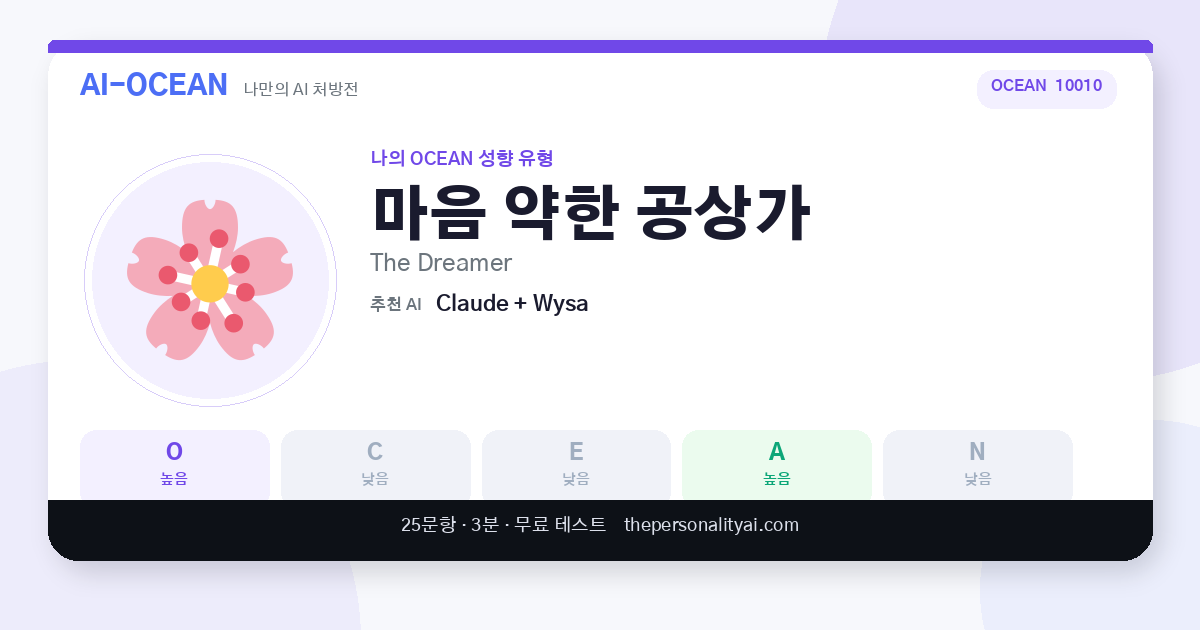 AI-OCEAN 나만의 AI 처방전
OCEAN 10010
나의 OCEAN 성향 유형
마음 약한 공상가
The Dreamer
추천 AI Claude + Wysa
O
높음
C
낮음
E
낮음
A
높음
N
낮음
25문항 · 3분 · 무료 테스트 thepersonalityai.com